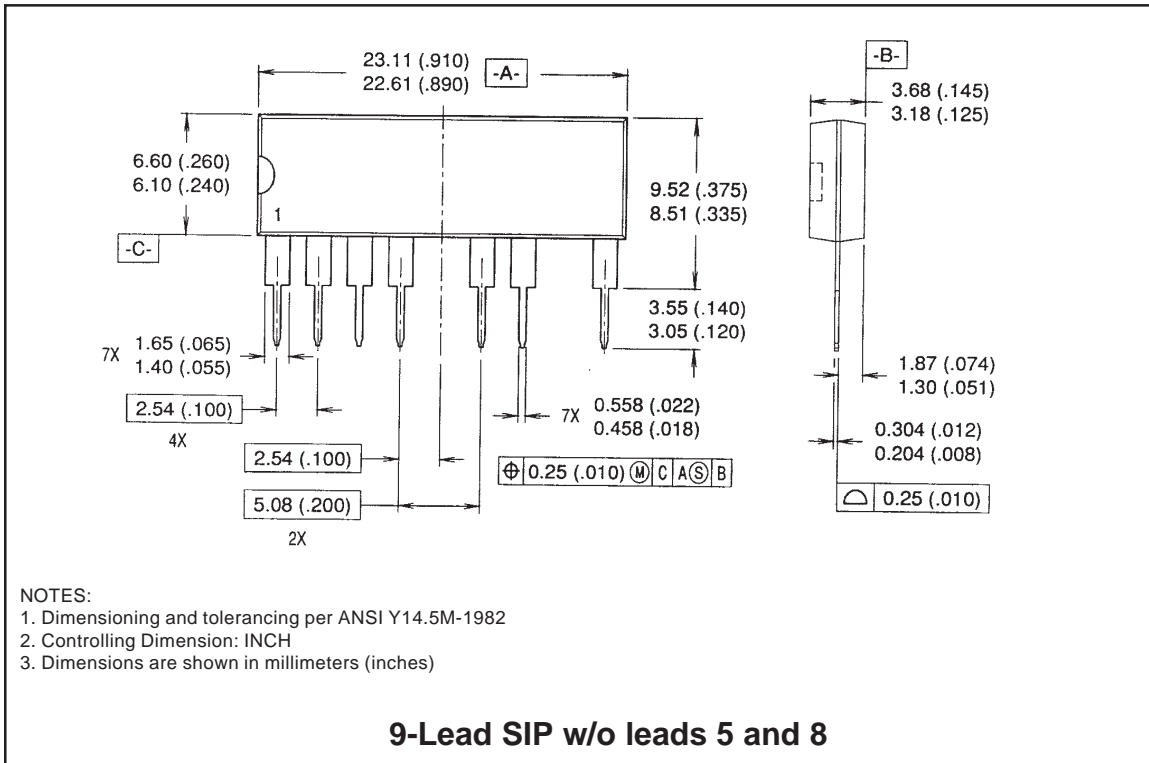 23.11 (.910)
22.61 (.890)
-A-
-B-
3.68 (.145)
3.18 (.125)
6.60 (.260)
6.10 (.240)
9.52 (.375)
8.51 (.335)
1
-C-
3.55 (.140)
3.05 (.120)
7X 1.65 (.065)
1.40 (.055)
1.87 (.074)
1.30 (.051)
2.54 (.100)
4X
7X 0.558 (.022)
0.458 (.018)
0.304 (.012)
0.204 (.008)
2.54 (.100)
⌖ 0.25 (.010) Ⓜ C A Ⓢ B
5.08 (.200)
2X
⌓ 0.25 (.010)
NOTES:
1. Dimensioning and tolerancing per ANSI Y14.5M-1982
2. Controlling Dimension: INCH
3. Dimensions are shown in millimeters (inches)
9-Lead SIP w/o leads 5 and 8